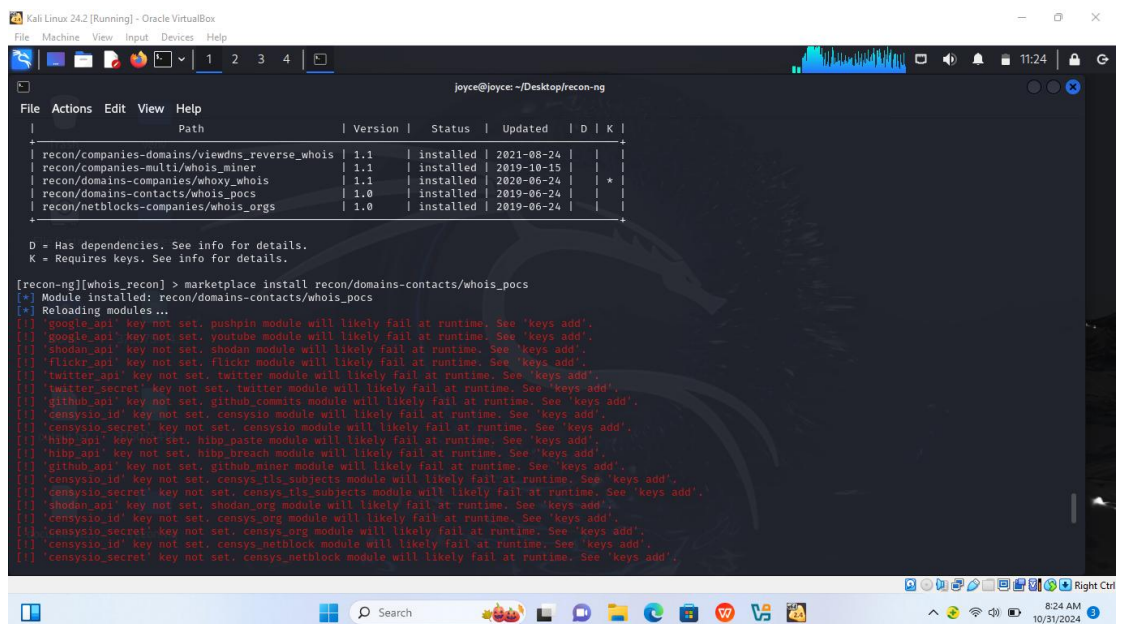 Kali Linux 24.2 [Running] - Oracle VirtualBox
File Machine View Input Devices Help
1 2 3 4
11:24
joyce@joyce: ~/Desktop/recon-ng
File Actions Edit View Help
| Path | Version | Status | Updated | D | K |
| recon/companies-domains/viewdns_reverse_whois | 1.1 | installed | 2021-08-24 | | |
| recon/companies-multi/whois_miner | 1.1 | installed | 2019-10-15 | | |
| recon/domains-companies/whoxy_whois | 1.1 | installed | 2020-06-24 | | * |
| recon/domains-contacts/whois_pocs | 1.0 | installed | 2019-06-24 | | |
| recon/netblocks-companies/whois_orgs | 1.0 | installed | 2019-06-24 | | |
D = Has dependencies. See info for details.
K = Requires keys. See info for details.
[recon-ng][whois_recon] > marketplace install recon/domains-contacts/whois_pocs
[*] Module installed: recon/domains-contacts/whois_pocs
[*] Reloading modules...
[!] 'google_api' key not set. pushpin module will likely fail at runtime. See 'keys add'.
[!] 'google_api' key not set. youtube module will likely fail at runtime. See 'keys add'.
[!] 'shodan_api' key not set. shodan module will likely fail at runtime. See 'keys add'.
[!] 'flickr_api' key not set. flickr module will likely fail at runtime. See 'keys add'.
[!] 'twitter_api' key not set. twitter module will likely fail at runtime. See 'keys add'.
[!] 'twitter_secret' key not set. twitter module will likely fail at runtime. See 'keys add'.
[!] 'github_api' key not set. github_commits module will likely fail at runtime. See 'keys add'.
[!] 'censysio_id' key not set. censysio module will likely fail at runtime. See 'keys add'.
[!] 'censysio_secret' key not set. censysio module will likely fail at runtime. See 'keys add'.
[!] 'hibp_api' key not set. hibp_paste module will likely fail at runtime. See 'keys add'.
[!] 'hibp_api' key not set. hibp_breach module will likely fail at runtime. See 'keys add'.
[!] 'github_api' key not set. github_miner module will likely fail at runtime. See 'keys add'.
[!] 'censysio_id' key not set. censys_tls_subjects module will likely fail at runtime. See 'keys add'.
[!] 'censysio_secret' key not set. censys_tls_subjects module will likely fail at runtime. See 'keys add'.
[!] 'shodan_api' key not set. shodan_org module will likely fail at runtime. See 'keys add'.
[!] 'censysio_id' key not set. censys_org module will likely fail at runtime. See 'keys add'.
[!] 'censysio_secret' key not set. censys_org module will likely fail at runtime. See 'keys add'.
[!] 'censysio_id' key not set. censys_netblock module will likely fail at runtime. See 'keys add'.
[!] 'censysio_secret' key not set. censys_netblock module will likely fail at runtime. See 'keys add'.
Right Ctrl
Search
8:24 AM
10/31/2024
3